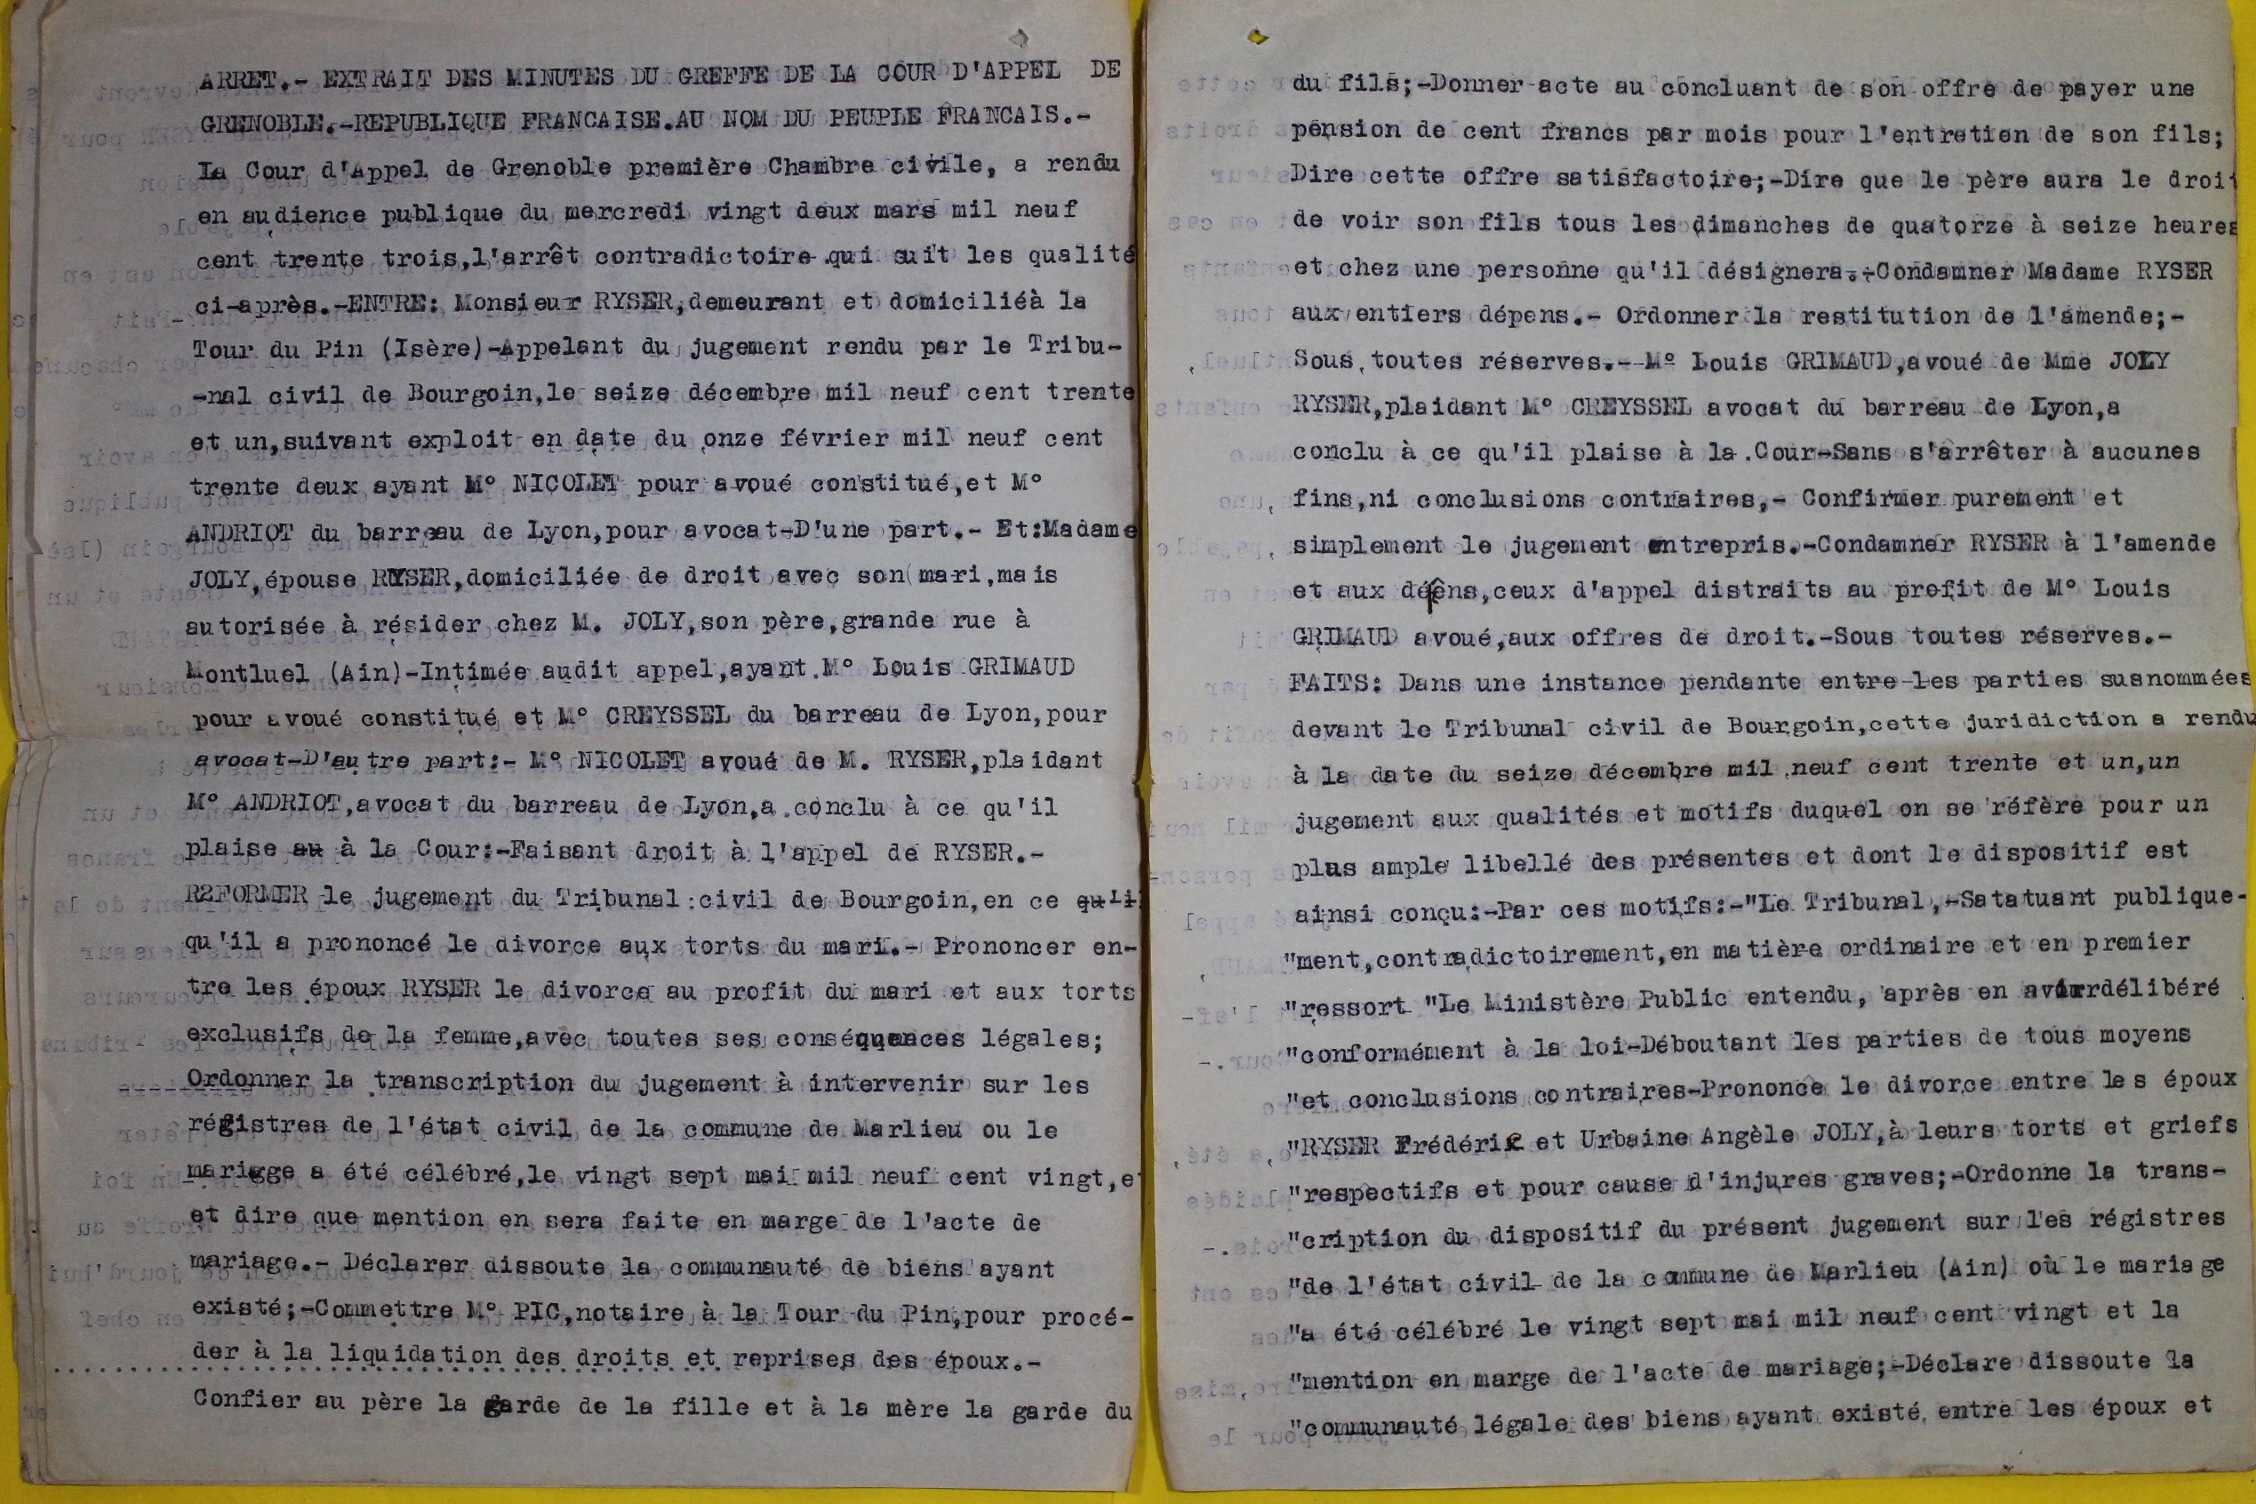 ARRET.- EXTRAIT DES MINUTES DU GREFFE DE LA COUR D'APPEL DE
GRENOBLE.-REPUBLIQUE FRANCAISE.AU NOM DU PEUPLE FRANCAIS.-
La Cour d'Appel de Grenoble première Chambre civile, a rendu
en audience publique du mercredi vingt deux mars mil neuf
cent trente trois,l'arrêt contradictoire qui suit les qualité
ci-après.-ENTRE: Monsieur RYSER,demeurant et domiciliéà la
Tour du Pin (Isère)-Appelant du jugement rendu par le Tribu-
-nal civil de Bourgoin,le seize décembre mil neuf cent trente
et un,suivant exploit en date du onze février mil neuf cent
trente deux ayant M° NICOLET pour avoué constitué,et M°
ANDRIOT du barreau de Lyon,pour avocat-D'une part.- Et:Madame
JOLY,épouse RYSER,domiciliée de droit avec son mari,mais
autorisée à résider chez M. JOLY,son père,grande rue à
Montluel (Ain)-Intimée audit appel,ayant M° Louis GRIMAUD
pour avoué constitué et M° CREYSSEL du barreau de Lyon,pour
avocat-D'autre part:- M° NICOLET avoué de M. RYSER,plaidant
M° ANDRIOT,avocat du barreau de Lyon,a conclu à ce qu'il
plaise au à la Cour:-Faisant droit à l'appel de RYSER.-
R2FORMER le jugement du Tribunal civil de Bourgoin,en ce qu'il
qu'il a prononcé le divorce aux torts du mari.- Prononcer en-
tre les époux RYSER le divorce au profit du mari et aux torts
exclusifs de la femme,avec toutes ses conséquences légales;
Ordonner la transcription du jugement à intervenir sur les
régistres de l'état civil de la commune de Marlieu ou le
mariage a été célébré,le vingt sept mai mil neuf cent vingt,e
et dire que mention en sera faite en marge de l'acte de
mariage.- Déclarer dissoute la communauté de biens ayant
existé;-Commettre M° PIC,notaire à la Tour du Pin,pour procé-
der à la liquidation des droits et reprises des époux.-
Confier au père la garde de la fille et à la mère la garde du
du fils;-Donner acte au concluant de son offre de payer une
pension de cent francs par mois pour l'entretien de son fils;
Dire cette offre satisfactoire;-Dire que le père aura le droit
de voir son fils tous les dimanches de quatorze à seize heures
et chez une personne qu'il désignera.-Condamner Madame RYSER
aux entiers dépens.- Ordonner la restitution de l'amende;-
Sous toutes réserves.- M° Louis GRIMAUD,avoué de Mme JOLY
RYSER,plaidant M° CREYSSEL avocat du barreau de Lyon,a
conclu à ce qu'il plaise à la Cour-Sans s'arrêter à aucunes
fins,ni conclusions contraires,- Confirmer purement et
simplement le jugement entrepris.-Condamner RYSER à l'amende
et aux dépêns,ceux d'appel distraits au profit de M° Louis
GRIMAUD avoué,aux offres de droit.-Sous toutes réserves.-
FAITS: Dans une instance pendante entre les parties susnommées
devant le Tribunal civil de Bourgoin,cette juridiction a rendu
à la date du seize décembre mil neuf cent trente et un,un
jugement aux qualités et motifs duquel on se réfère pour un
plus ample libellé des présentes et dont le dispositif est
ainsi conçu:-Par ces motifs:-"Le Tribunal,-Satatuant publique-
"ment,contradictoirement,en matière ordinaire et en premier
"ressort "Le Ministère Public entendu, après en avoirdélibéré
"conformément à la loi-Déboutant les parties de tous moyens
"et conclusions contraires-Prononce le divorce entre les époux
"RYSER Frédéric et Urbaine Angèle JOLY,à leurs torts et griefs
"respectifs et pour cause d'injures graves;-Ordonne la trans-
"cription du dispositif du présent jugement sur les régistres
"de l'état civil de la commune de Marlieu (Ain) où le mariage
"a été célébré le vingt sept mai mil neuf cent vingt et la
"mention en marge de l'acte de mariage;-Déclare dissoute la
"communauté légale des biens ayant existé entre les époux et